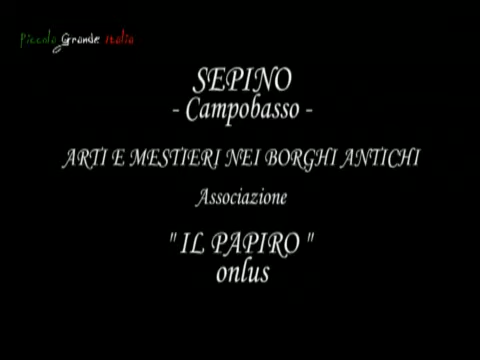 Piccola Grande Italia
SEPINO
- Campobasso -
ARTI E MESTIERI NEI BORGHI ANTICHI
Associazione
" IL PAPIRO "
onlus